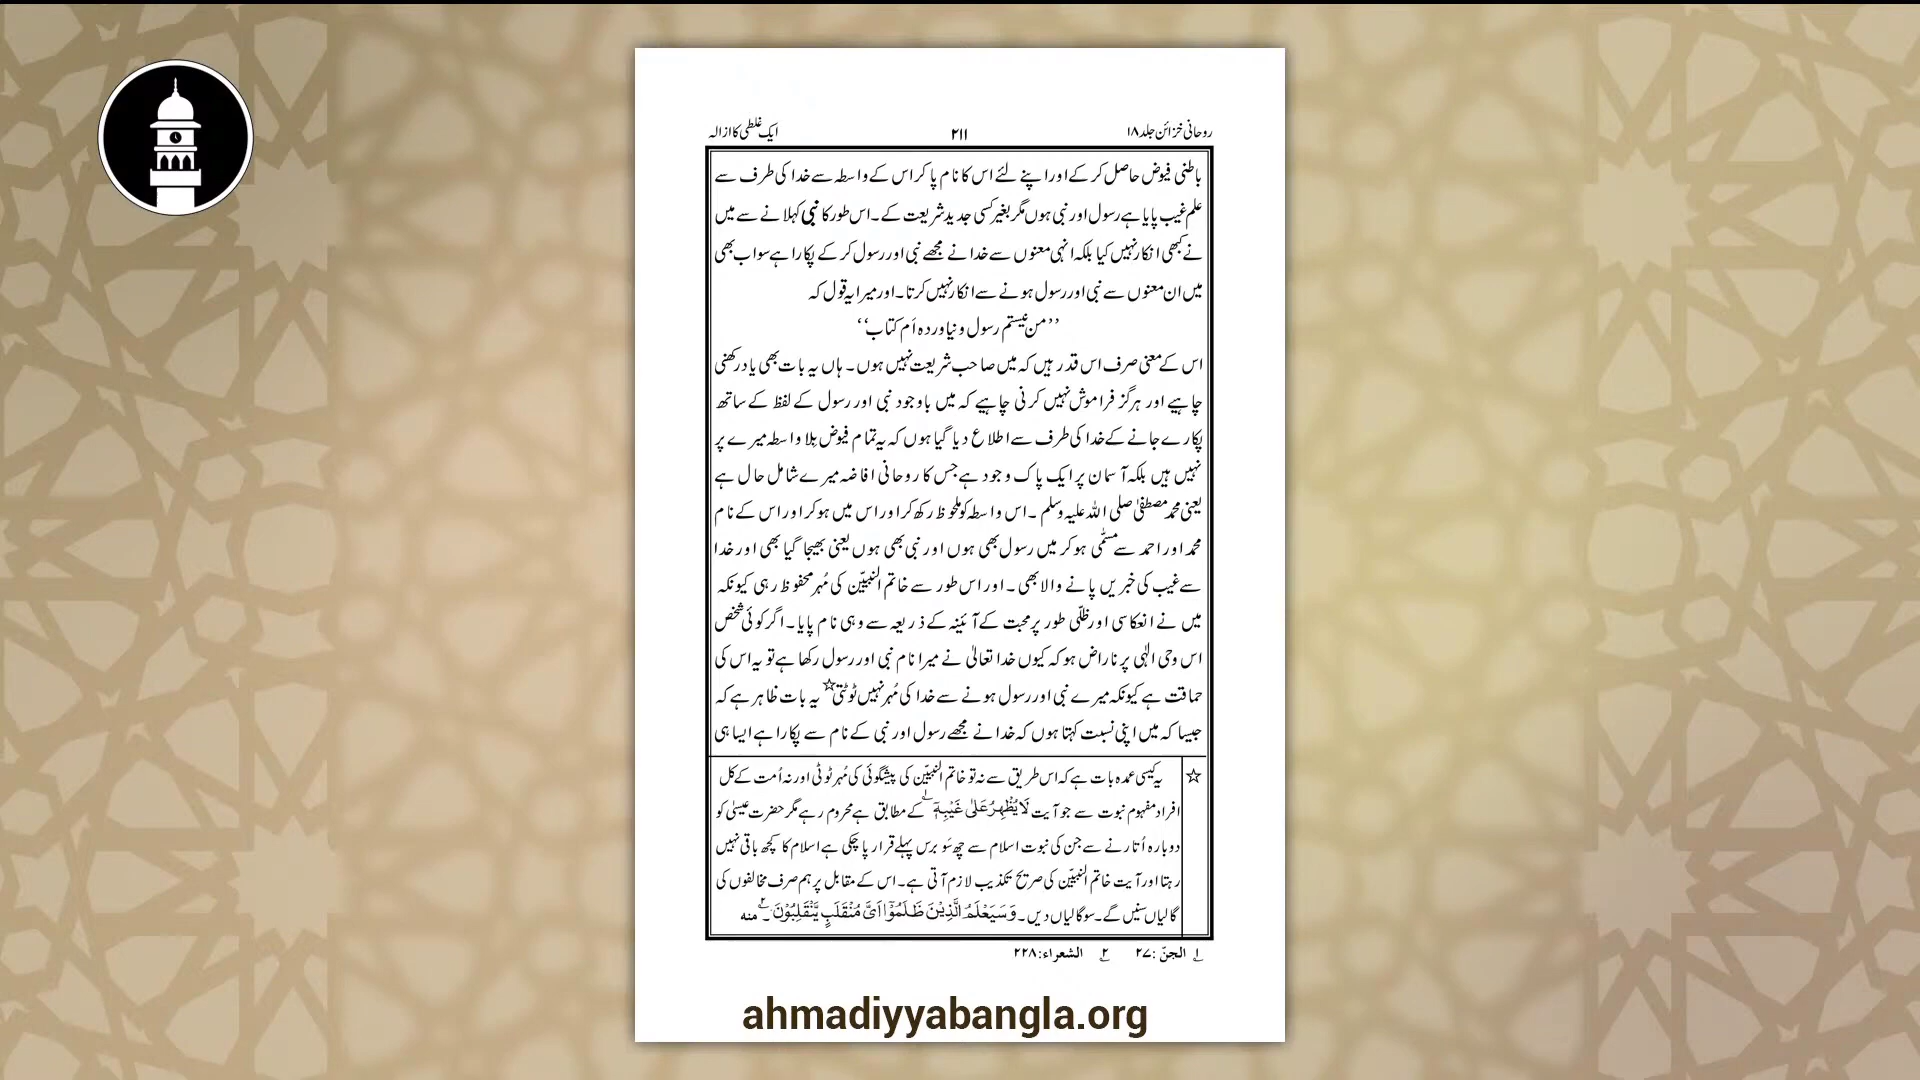 روحانی خزائن جلد ۱۸
۲۱۱
ایک غلطی کا ازالہ
باطنی فیوض حاصل کر کے اور اپنے لئے اس کا نام پا کر اس کے واسطہ سے خدا کی طرف سے
علم غیب پایا ہے رسول اور نبی ہوں مگر بغیر کسی جدید شریعت کے۔ اس طور کا نبی کہلانے سے میں
نے کبھی انکار نہیں کیا بلکہ انہی معنوں سے خدا نے مجھے نبی اور رسول کر کے پکارا ہے سو اب بھی
میں ان معنوں سے نبی اور رسول ہونے سے انکار نہیں کرتا۔ اور میرا یہ قول کہ
’’من نیستم رسول و نیاوردہ اَم کتاب‘‘
اس کے معنی صرف اس قدر ہیں کہ میں صاحب شریعت نہیں ہوں۔ ہاں یہ بات بھی یاد رکھنی
چاہیے اور ہرگز فراموش نہیں کرنی چاہیے کہ میں باوجود نبی اور رسول کے لفظ کے ساتھ
پکارے جانے کے خدا کی طرف سے اطلاع دیا گیا ہوں کہ یہ تمام فیوض بِلا واسطہ میرے پر
نہیں ہیں بلکہ آسمان پر ایک پاک وجود ہے جس کا روحانی افاضہ میرے شامل حال ہے
یعنی محمد مصطفیٰ صلی اللہ علیہ وسلم۔ اس واسطہ کو ملحوظ رکھ کر اور اس میں ہو کر اور اس کے نام
محمد اور احمد سے مسمّٰی ہو کر میں رسول بھی ہوں اور نبی بھی ہوں یعنی بھیجا گیا بھی اور خدا
سے غیب کی خبریں پانے والا بھی۔ اور اس طور سے خاتم النبیّین کی مُہر محفوظ رہی کیونکہ
میں نے انعکاسی اور ظلّی طور پر محبت کے آئینہ کے ذریعہ سے وہی نام پایا۔ اگر کوئی شخص
اس وحی الٰہی پر ناراض ہو کہ کیوں خدا تعالیٰ نے میرا نام نبی اور رسول رکھا ہے تو یہ اس کی
حماقت ہے کیونکہ میرے نبی اور رسول ہونے سے خدا کی مُہر نہیں ٹوٹتی☆ یہ بات ظاہر ہے کہ
جیسا کہ میں اپنی نسبت کہتا ہوں کہ خدا نے مجھے رسول اور نبی کے نام سے پکارا ہے ایسا ہی
☆ یہ کیسی عمدہ بات ہے کہ اس طریق سے نہ تو خاتم النبیّین کی پیشگوئی کی مُہر ٹوٹی اور نہ اُمت کے کل
افراد مفہوم نبوت سے جو آیت لَا يُظْهِرُ عَلٰى غَيْبِهٖۤ ۱؎ کے مطابق ہے محروم رہے مگر حضرت عیسیٰ کو
دوبارہ اُتارنے سے جن کی نبوت اسلام سے چھ سَو برس پہلے قرار پا چکی ہے اسلام کا کچھ باقی نہیں
رہتا اور آیت خاتم النبیّین کی صریح تکذیب لازم آتی ہے۔ اس کے مقابل پر ہم صرف مخالفوں کی
گالیاں سنیں گے۔ سو گالیاں دیں۔ وَسَيَعْلَمُ الَّذِيْنَ ظَلَمُوْۤا اَىَّ مُنْقَلَبٍ يَّنْقَلِبُوْنَ ۲؎۔ منه
۱؎ الجنّ: ۲۷ ۲؎ الشعراء: ۲۲۸
ahmadiyyabangla.org